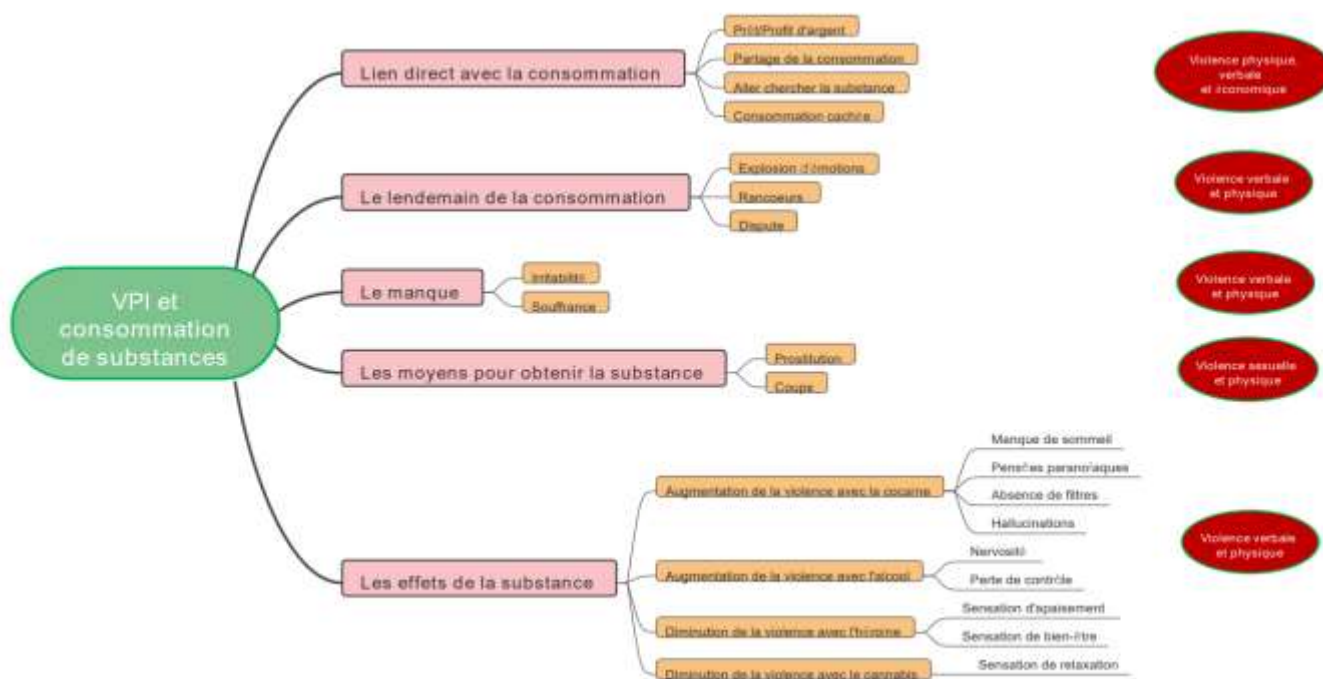 VPI et
consommation
de substances
Lien direct avec la consommation
Prêt/Profit d'argent
Partage de la consommation
Aller chercher la substance
Consommation cachée
Violence physique,
verbale
et économique
Le lendemain de la consommation
Explosion d'émotions
Rancoeurs
Dispute
Violence verbale
et physique
Le manque
Irritabilité
Souffrance
Violence verbale
et physique
Les moyens pour obtenir la substance
Prostitution
Coups
Violence sexuelle
et physique
Les effets de la substance
Augmentation de la violence avec la cocaïne
Manque de sommeil
Pensées paranoïaques
Absence de filtres
Hallucinations
Augmentation de la violence avec l'alcool
Nervosité
Perte de contrôle
Diminution de la violence avec l'héroïne
Sensation d'apaisement
Sensation de bien-être
Diminution de la violence avec le cannabis
Sensation de relaxation
Violence verbale
et physique